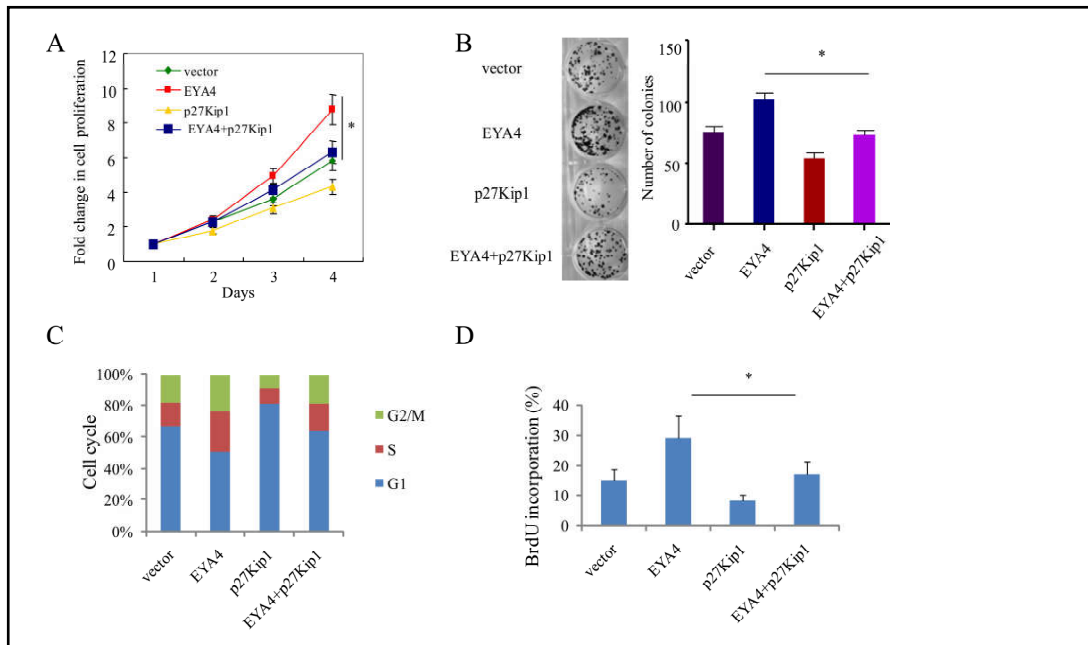 A
Fold change in cell proliferation
12
10
8
6
4
2
0
vector
EYA4
p27Kip1
EYA4+p27Kip1
*
1 2 3 4
Days
B
vector
EYA4
p27Kip1
EYA4+p27Kip1
Number of colonies
150
100
50
0
*
vector
EYA4
p27Kip1
EYA4+p27Kip1
C
Cell cycle
100%
80%
60%
40%
20%
0%
G2/M
S
G1
vector
EYA4
p27Kip1
EYA4+p27Kip1
D
BrdU incorporation (%)
40
30
20
10
0
*
vector
EYA4
p27Kip1
EYA4+p27Kip1